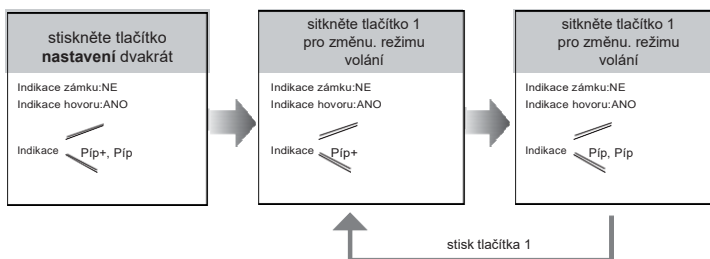 stiskněte tlačítko
nastavení dvakrát
Indikace zámku:NE
Indikace hovoru:ANO
Indikace Píp+, Píp
sitkněte tlačítko 1
pro změnu. režimu
volání
Indikace zámku:NE
Indikace hovoru:ANO
Indikace Píp+
sitkněte tlačítko 1
pro změnu. režimu
volání
Indikace zámku:NE
Indikace hovoru:ANO
Indikace Píp, Píp
stisk tlačítka 1